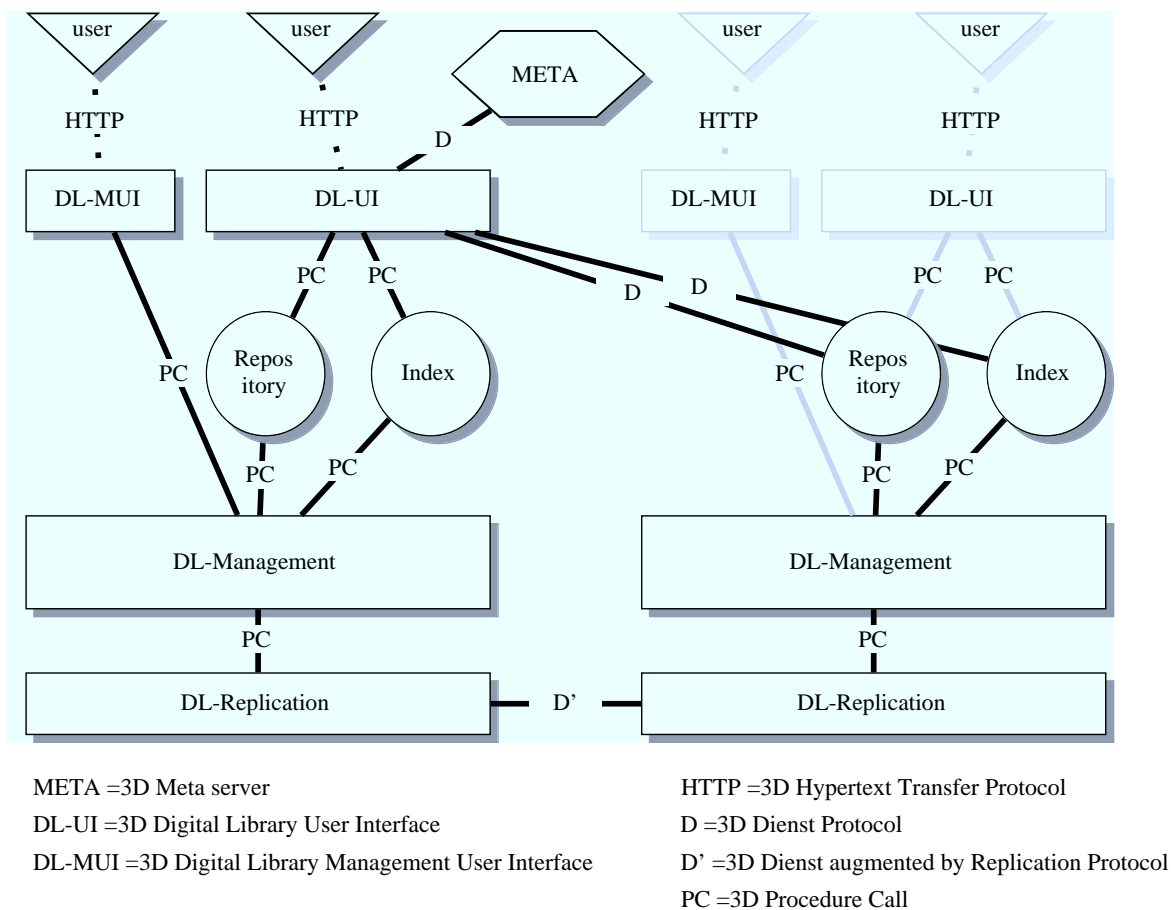 user
user
user
user
META
HTTP
HTTP
HTTP
HTTP
D
DL-MUI
DL-UI
DL-MUI
DL-UI
PC
PC
D
D
PC
PC
PC
Repos
itory
Index
PC
Repos
itory
Index
PC
PC
PC
PC
DL-Management
DL-Management
PC
PC
DL-Replication
D’
DL-Replication
META =3D Meta server
DL-UI =3D Digital Library User Interface
DL-MUI =3D Digital Library Management User Interface
HTTP =3D Hypertext Transfer Protocol
D =3D Dienst Protocol
D’ =3D Dienst augmented by Replication Protocol
PC =3D Procedure Call